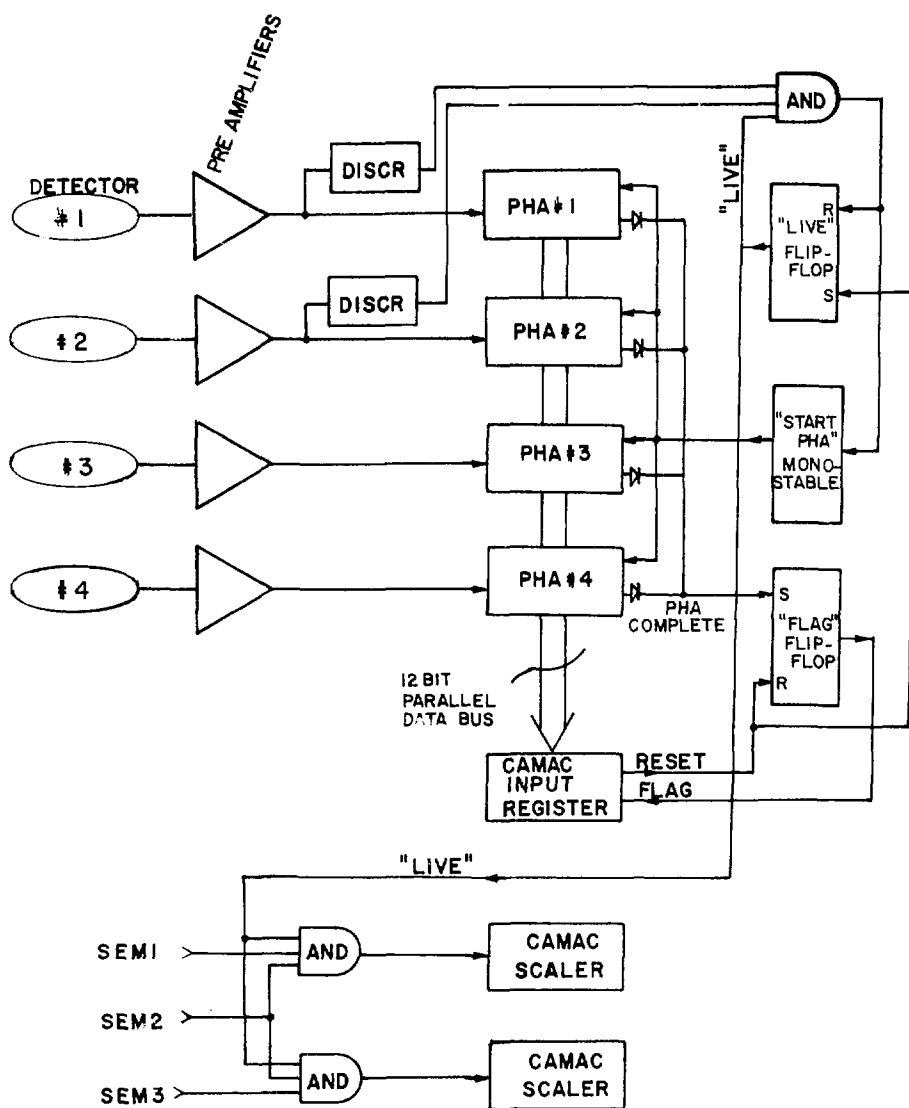 PRE AMPLIFIERS
AND
DISCR
"LIVE"
DETECTOR
#1
PHA#1
R
"LIVE"
FLIP-
FLOP
S
DISCR
#2
PHA#2
#3
PHA#3
"START
PHA"
MONO-
STABLE
#4
PHA#4
PHA
COMPLETE
S
"FLAG"
FLIP-
FLOP
R
12 BIT
PARALLEL
DATA BUS
CAMAC
INPUT
REGISTER
RESET
FLAG
"LIVE"
SEM1
AND
CAMAC
SCALER
SEM2
SEM3
AND
CAMAC
SCALER